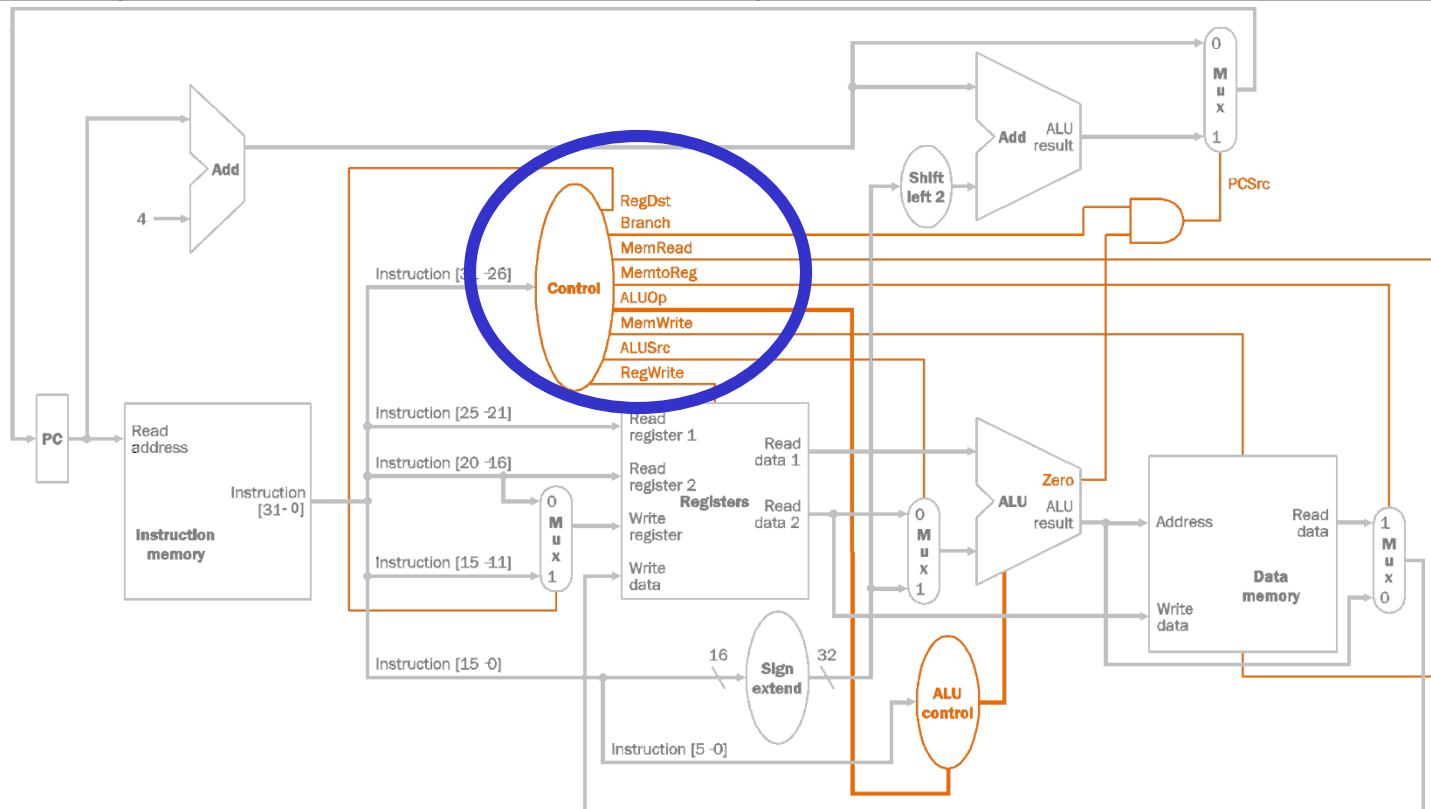 0
M
u
x
1
Add
ALU
result
Add
Shift
left 2
PCSrc
4
RegDst
Branch
MemRead
MemtoReg
ALUOp
MemWrite
ALUSrc
RegWrite
Instruction [31 -26]
Control
PC
Read
address
Instruction
[31- 0]
Instruction
memory
Instruction [25 -21]
Instruction [20 -16]
Instruction [15 -11]
0
M
u
x
1
Read
register 1
Read
register 2
Registers
Write
register
Write
data
Read
data 1
Read
data 2
0
M
u
x
1
Zero
ALU
ALU
result
Address
Read
data
Data
memory
Write
data
1
M
u
x
0
Instruction [15 -0]
16
Sign
extend
32
ALU
control
Instruction [5 -0]